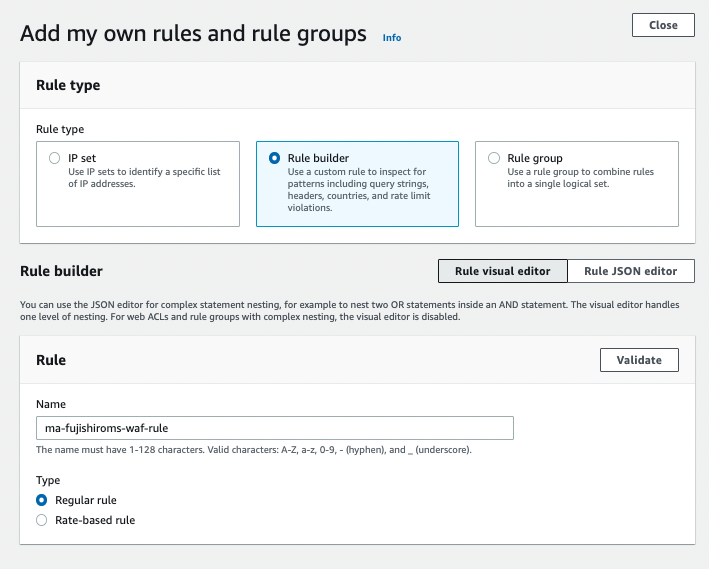 Add my own rules and rule groups Info
Close
Rule type
Rule type
IP set
Use IP sets to identify a specific list
of IP addresses.
Rule builder
Use a custom rule to inspect for
patterns including query strings,
headers, countries, and rate limit
violations.
Rule group
Use a rule group to combine rules
into a single logical set.
Rule builder
Rule visual editor
Rule JSON editor
You can use the JSON editor for complex statement nesting, for example to nest two OR statements inside an AND statement. The visual editor handles
one level of nesting. For web ACLs and rule groups with complex nesting, the visual editor is disabled.
Rule
Validate
Name
ma-fujishiroms-waf-rule
The name must have 1-128 characters. Valid characters: A-Z, a-z, 0-9, - (hyphen), and _ (underscore).
Type
Regular rule
Rate-based rule